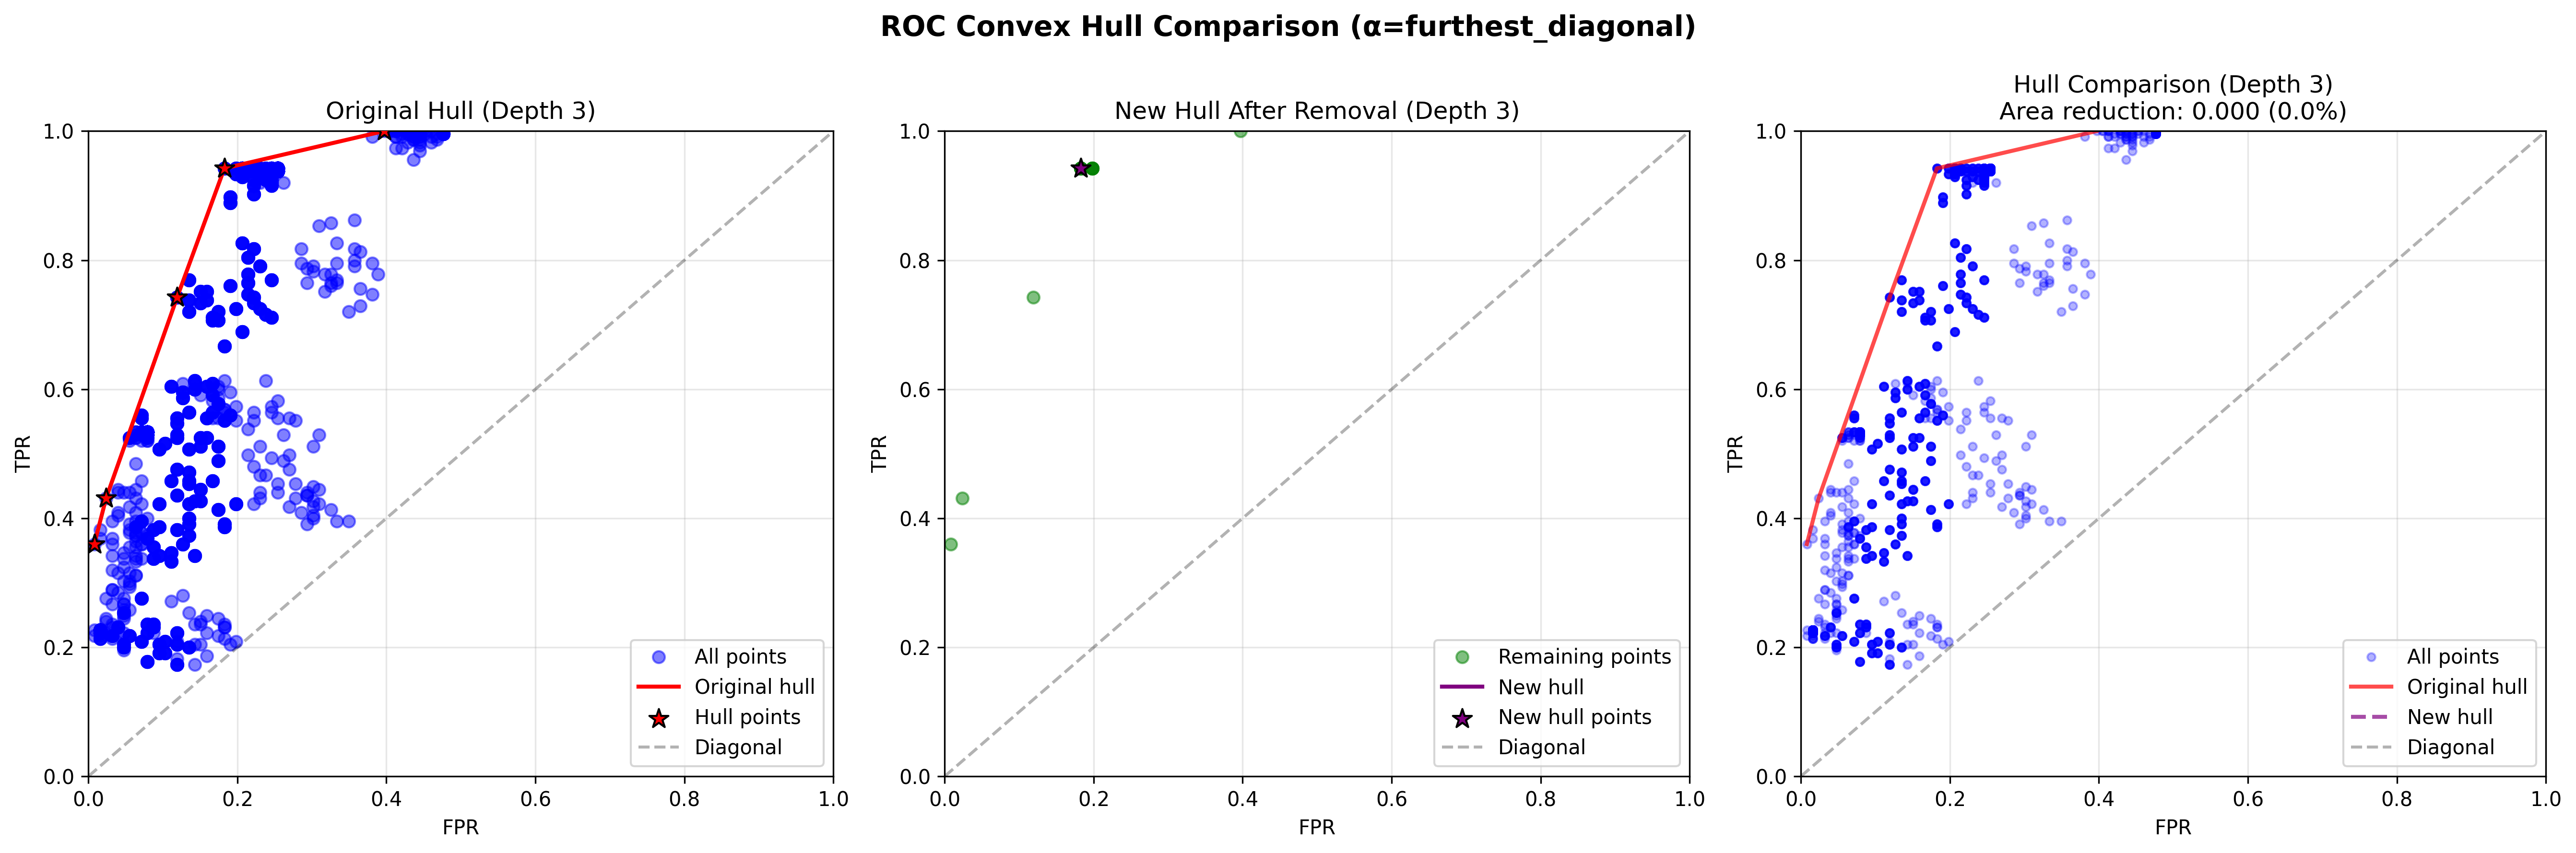 ROC Convex Hull Comparison (α=furthest_diagonal)
Original Hull (Depth 3)
1.0
0.8
0.6
0.4
0.2
0.0
TPR
0.0 0.2 0.4 0.6 0.8 1.0
FPR
All points
Original hull
Hull points
Diagonal
New Hull After Removal (Depth 3)
1.0
0.8
0.6
0.4
0.2
0.0
TPR
0.0 0.2 0.4 0.6 0.8 1.0
FPR
Remaining points
New hull
New hull points
Diagonal
Hull Comparison (Depth 3)
Area reduction: 0.000 (0.0%)
1.0
0.8
0.6
0.4
0.2
0.0
TPR
0.0 0.2 0.4 0.6 0.8 1.0
FPR
All points
Original hull
New hull
Diagonal